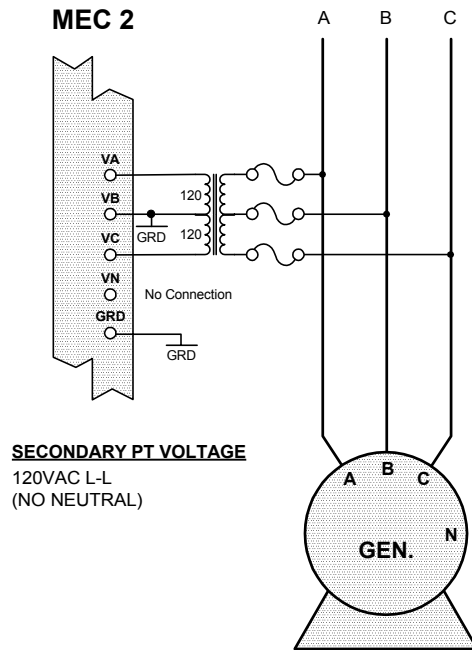 MEC 2
A B C
VA
120
VB
GRD
120
VC
VN
No Connection
GRD
GRD
SECONDARY PT VOLTAGE
120VAC L-L
(NO NEUTRAL)
A B C
N
GEN.